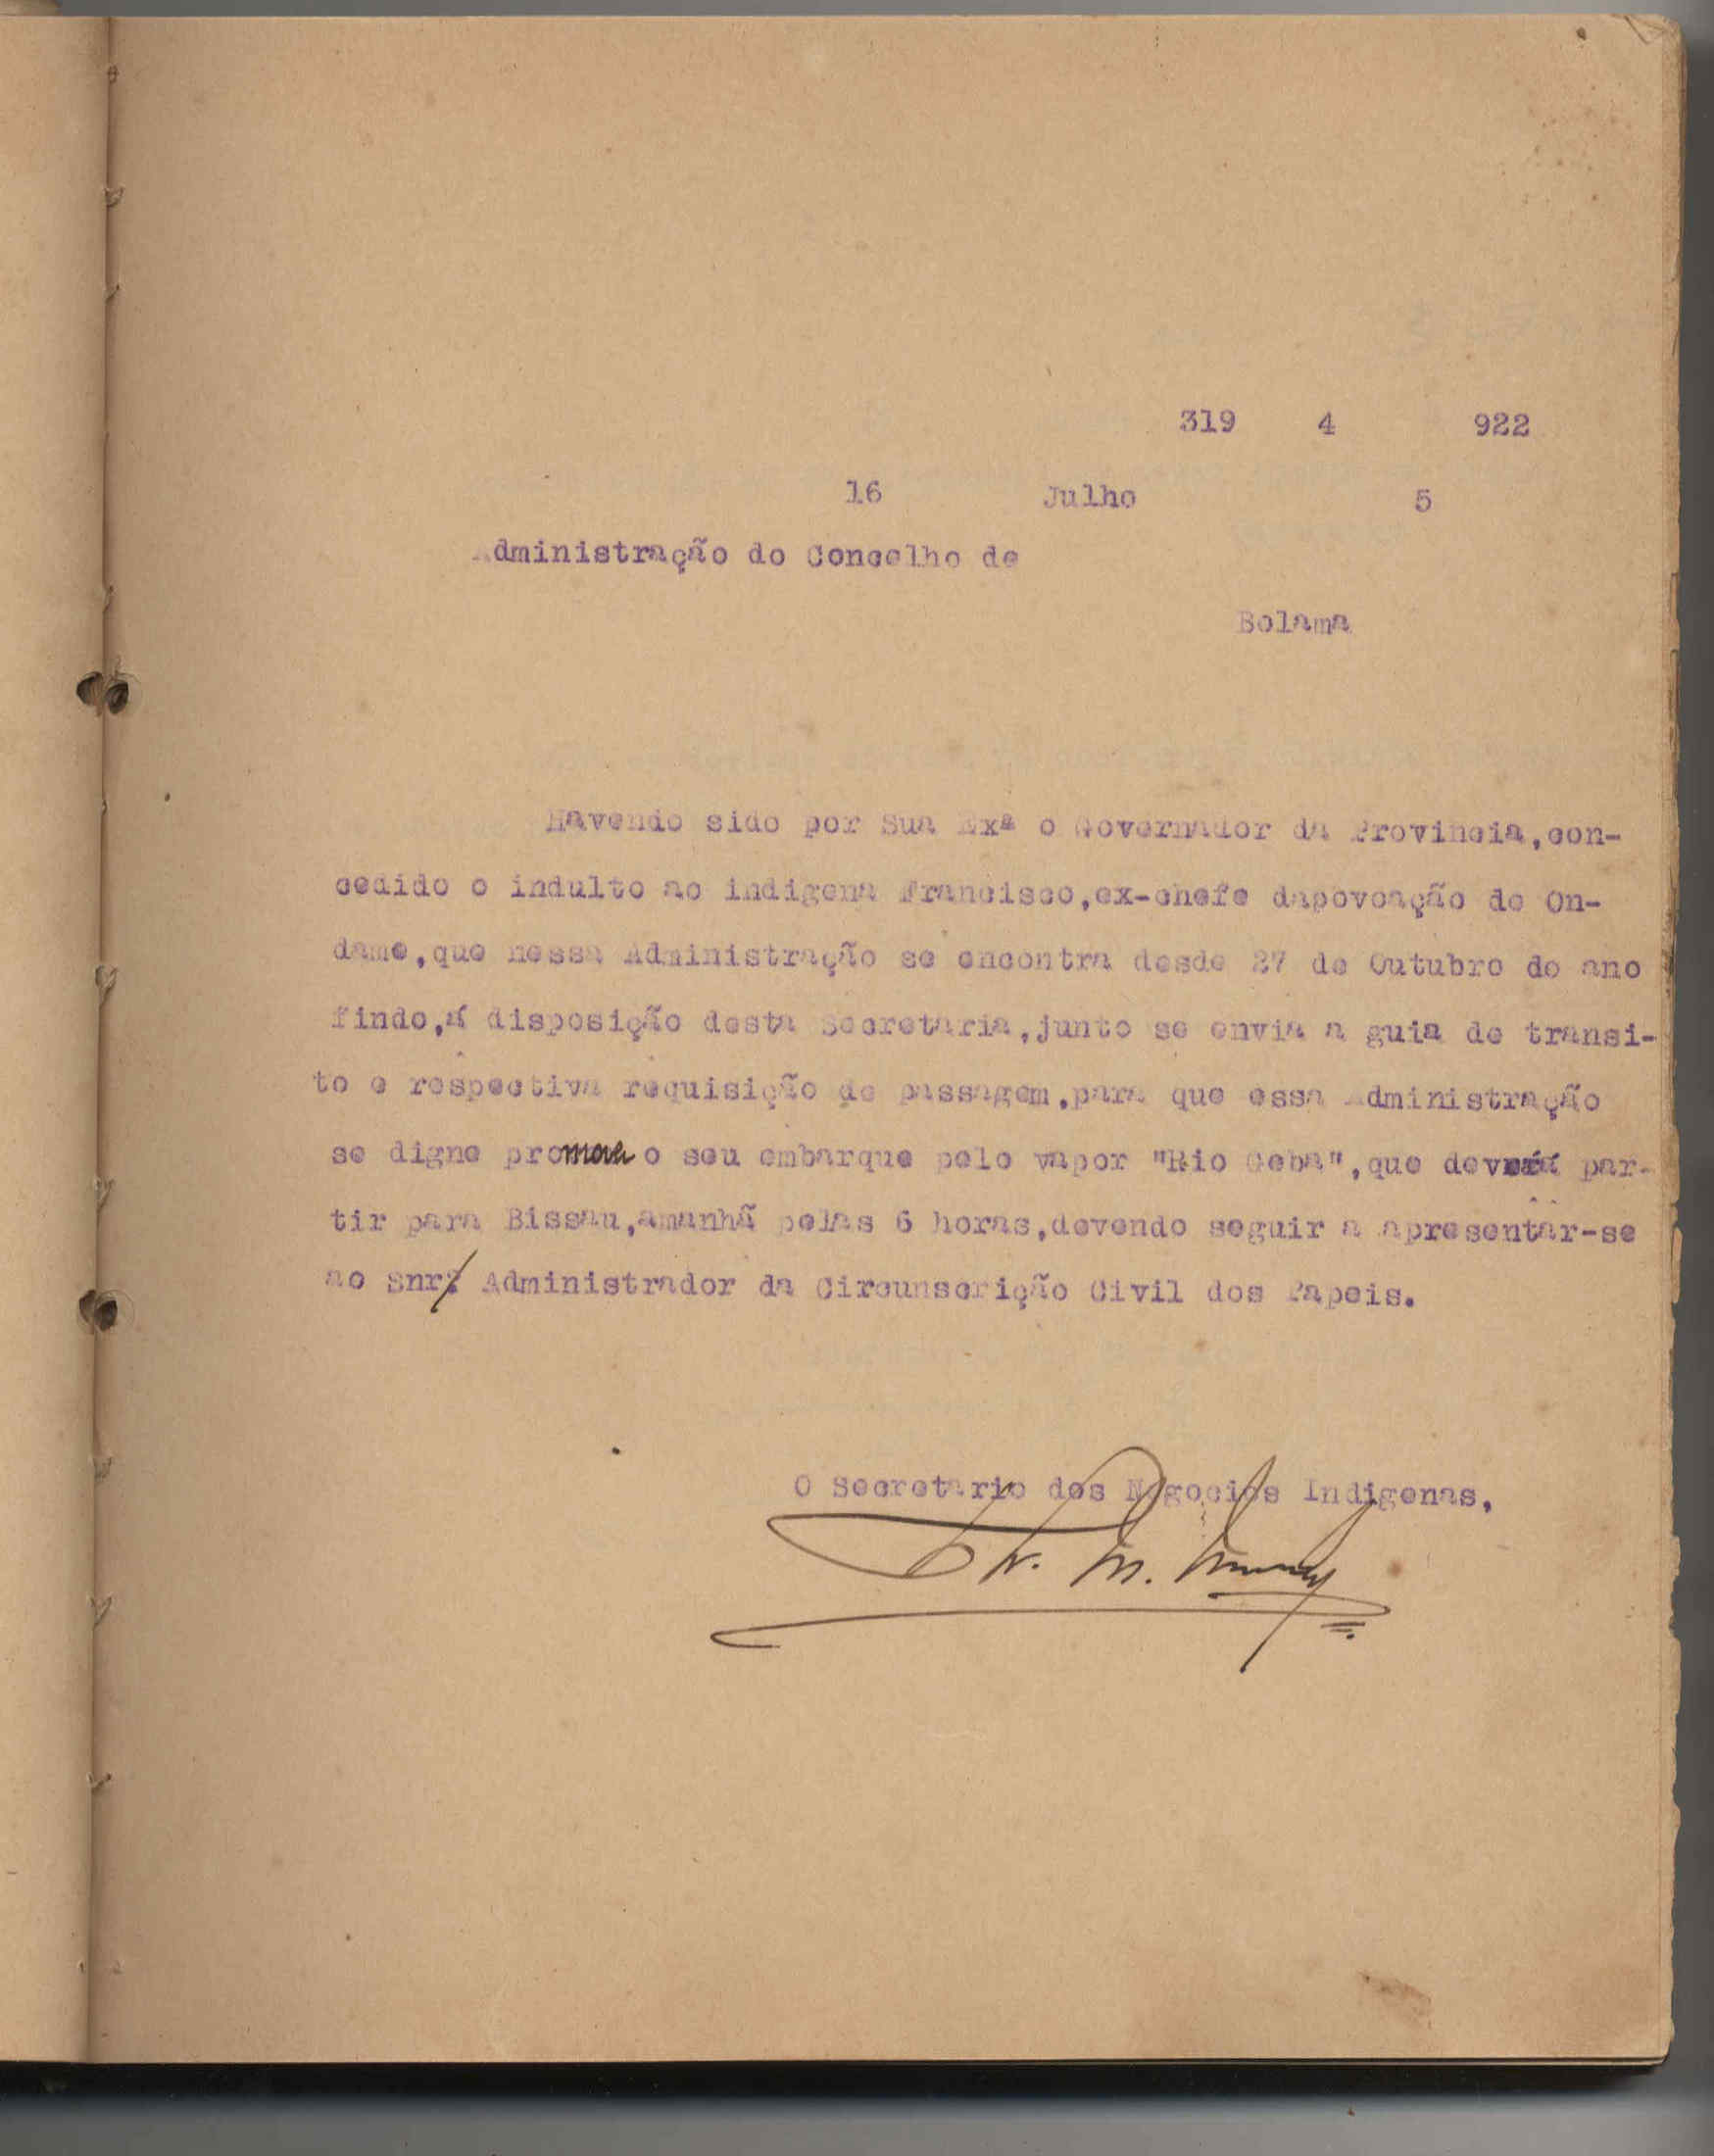 319 4 922
16 Julho 5
Administração do Concelho de
Bolama
Havendo sido por Sua Exª o Governador da Provincia,con-
cedido o indulto ao indigena Francisco,ex-chefe dapovoação de On-
dame,que nessa Administração se encontra desde 27 de Outubro do ano
findo,á disposição desta Secretaria,junto se envia a guia de transi-
to e respectiva requisição de passagem,para que essa Administração
se digne promover o seu embarque pelo vapor "Rio Geba",que deverá par-
tir para Bissau,amanhã pelas 6 horas,devendo seguir a apresentar-se
ao Snr. Administrador da Circunscrição Civil dos Papeis.
O Secretario dos Negocios Indigenas,